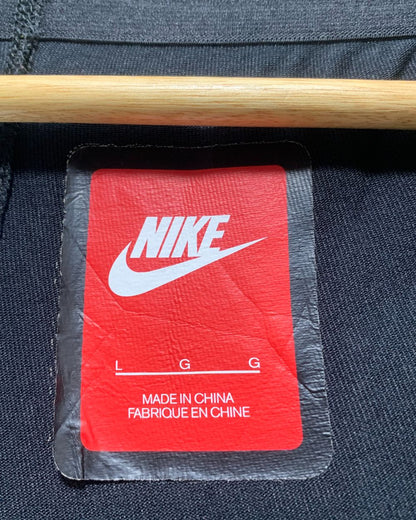 NIKE
L G G
MADE IN CHINA
FABRIQUE EN CHINE